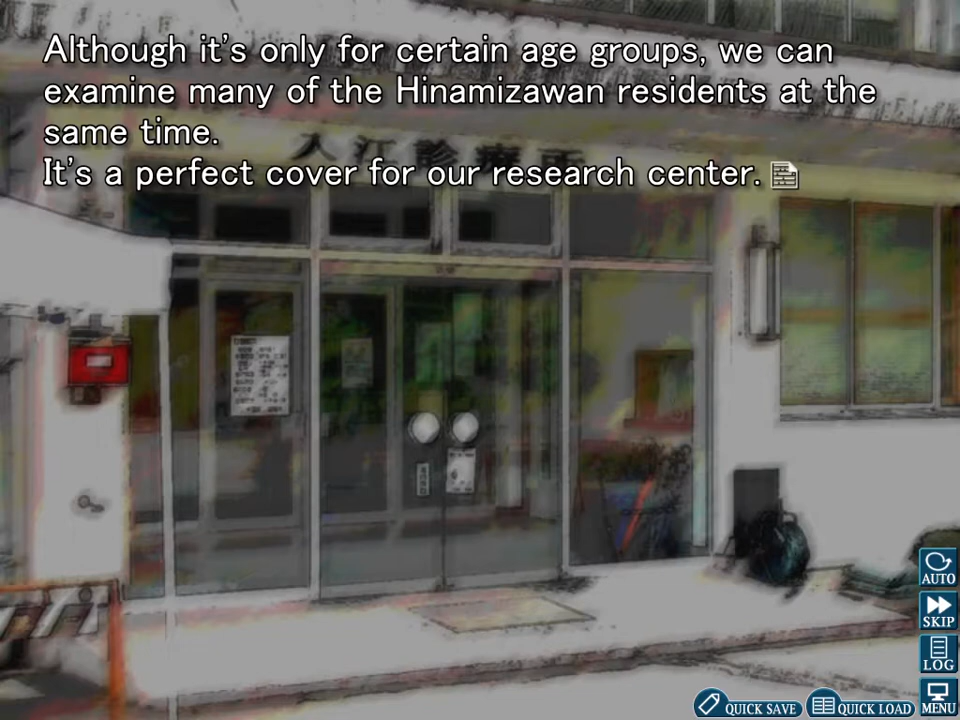 Although it's only for certain age groups, we can
examine many of the Hinamizawan residents at the
same time.
It's a perfect cover for our research center.
入江診療所
AUTO
SKIP
LOG
MENU
QUICK SAVE
QUICK LOAD